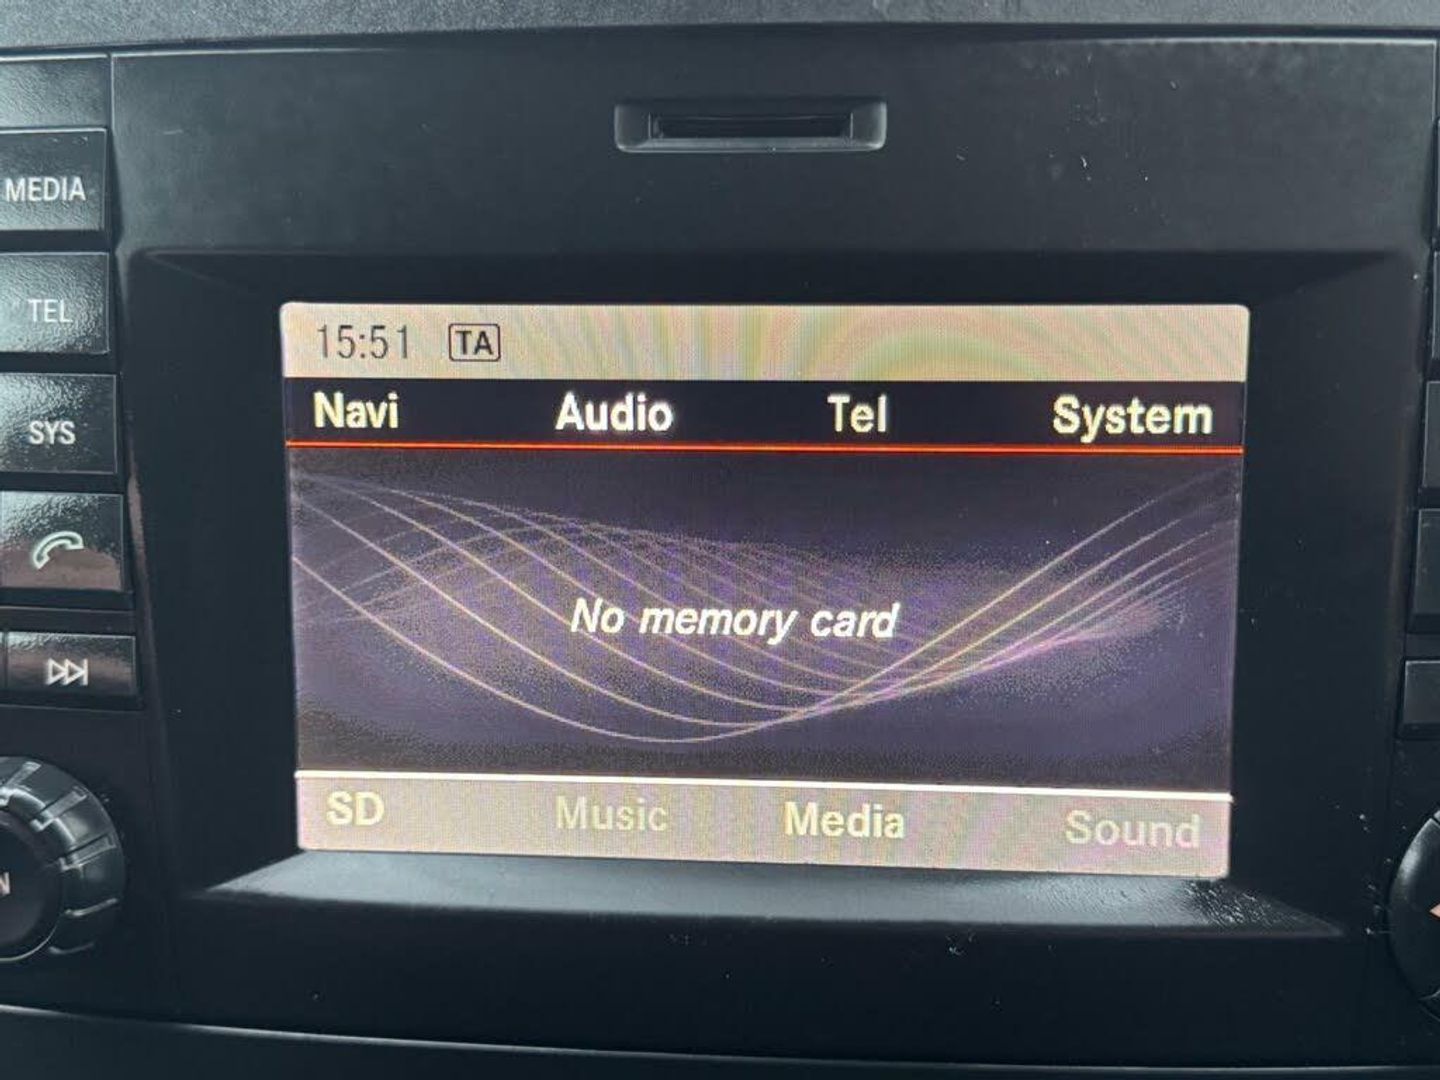 MEDIA
TEL
SYS
15:51 TA
Navi Audio Tel System
No memory card
SD Music Media Sound
N